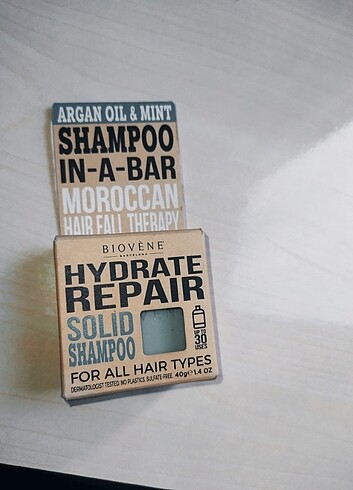 ARGAN OIL & MINT
SHAMPOO
IN-A-BAR
MOROCCAN
HAIR FALL THERAPY
BIOVÈNE
BARCELONA
HYDRATE
REPAIR
SOLID
SHAMPOO
UP TO
30
USES
FOR ALL HAIR TYPES
DERMATOLOGIST TESTED. NO PLASTICS. SULFATE-FREE. 40g℮1.4 OZ